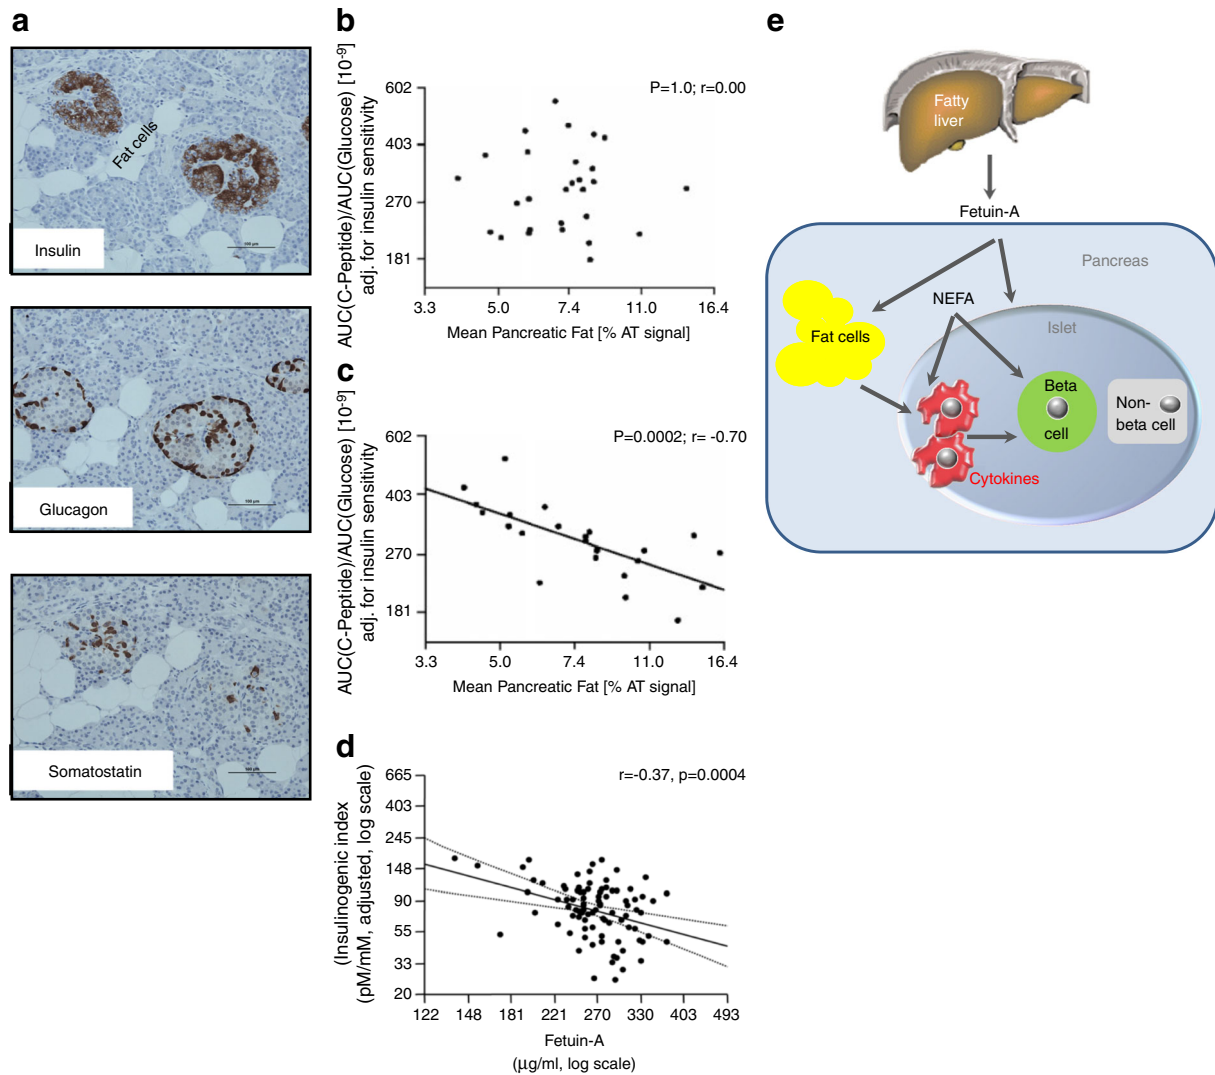 a
Fat cells
Insulin
100 µm
Glucagon
100 µm
Somatostatin
100 µm
b
AUC(C-Peptide)/AUC(Glucose) [10-9]
adj. for insulin sensitivity
P=1.0; r=0.00
602
403
270
181
3.3 5.0 7.4 11.0 16.4
Mean Pancreatic Fat [% AT signal]
c
AUC(C-Peptide)/AUC(Glucose) [10-9]
adj. for insulin sensitivity
P=0.0002; r= -0.70
602
403
270
181
3.3 5.0 7.4 11.0 16.4
Mean Pancreatic Fat [% AT signal]
d
(Insulinogenic index
(pM/mM, adjusted, log scale)
r=-0.37, p=0.0004
665
403
245
148
90
55
33
20
122 148 181 221 270 330 403 493
Fetuin-A
(µg/ml, log scale)
e
Fatty
liver
Fetuin-A
Pancreas
NEFA
Islet
Fat cells
Beta
cell
Non-
beta cell
Cytokines